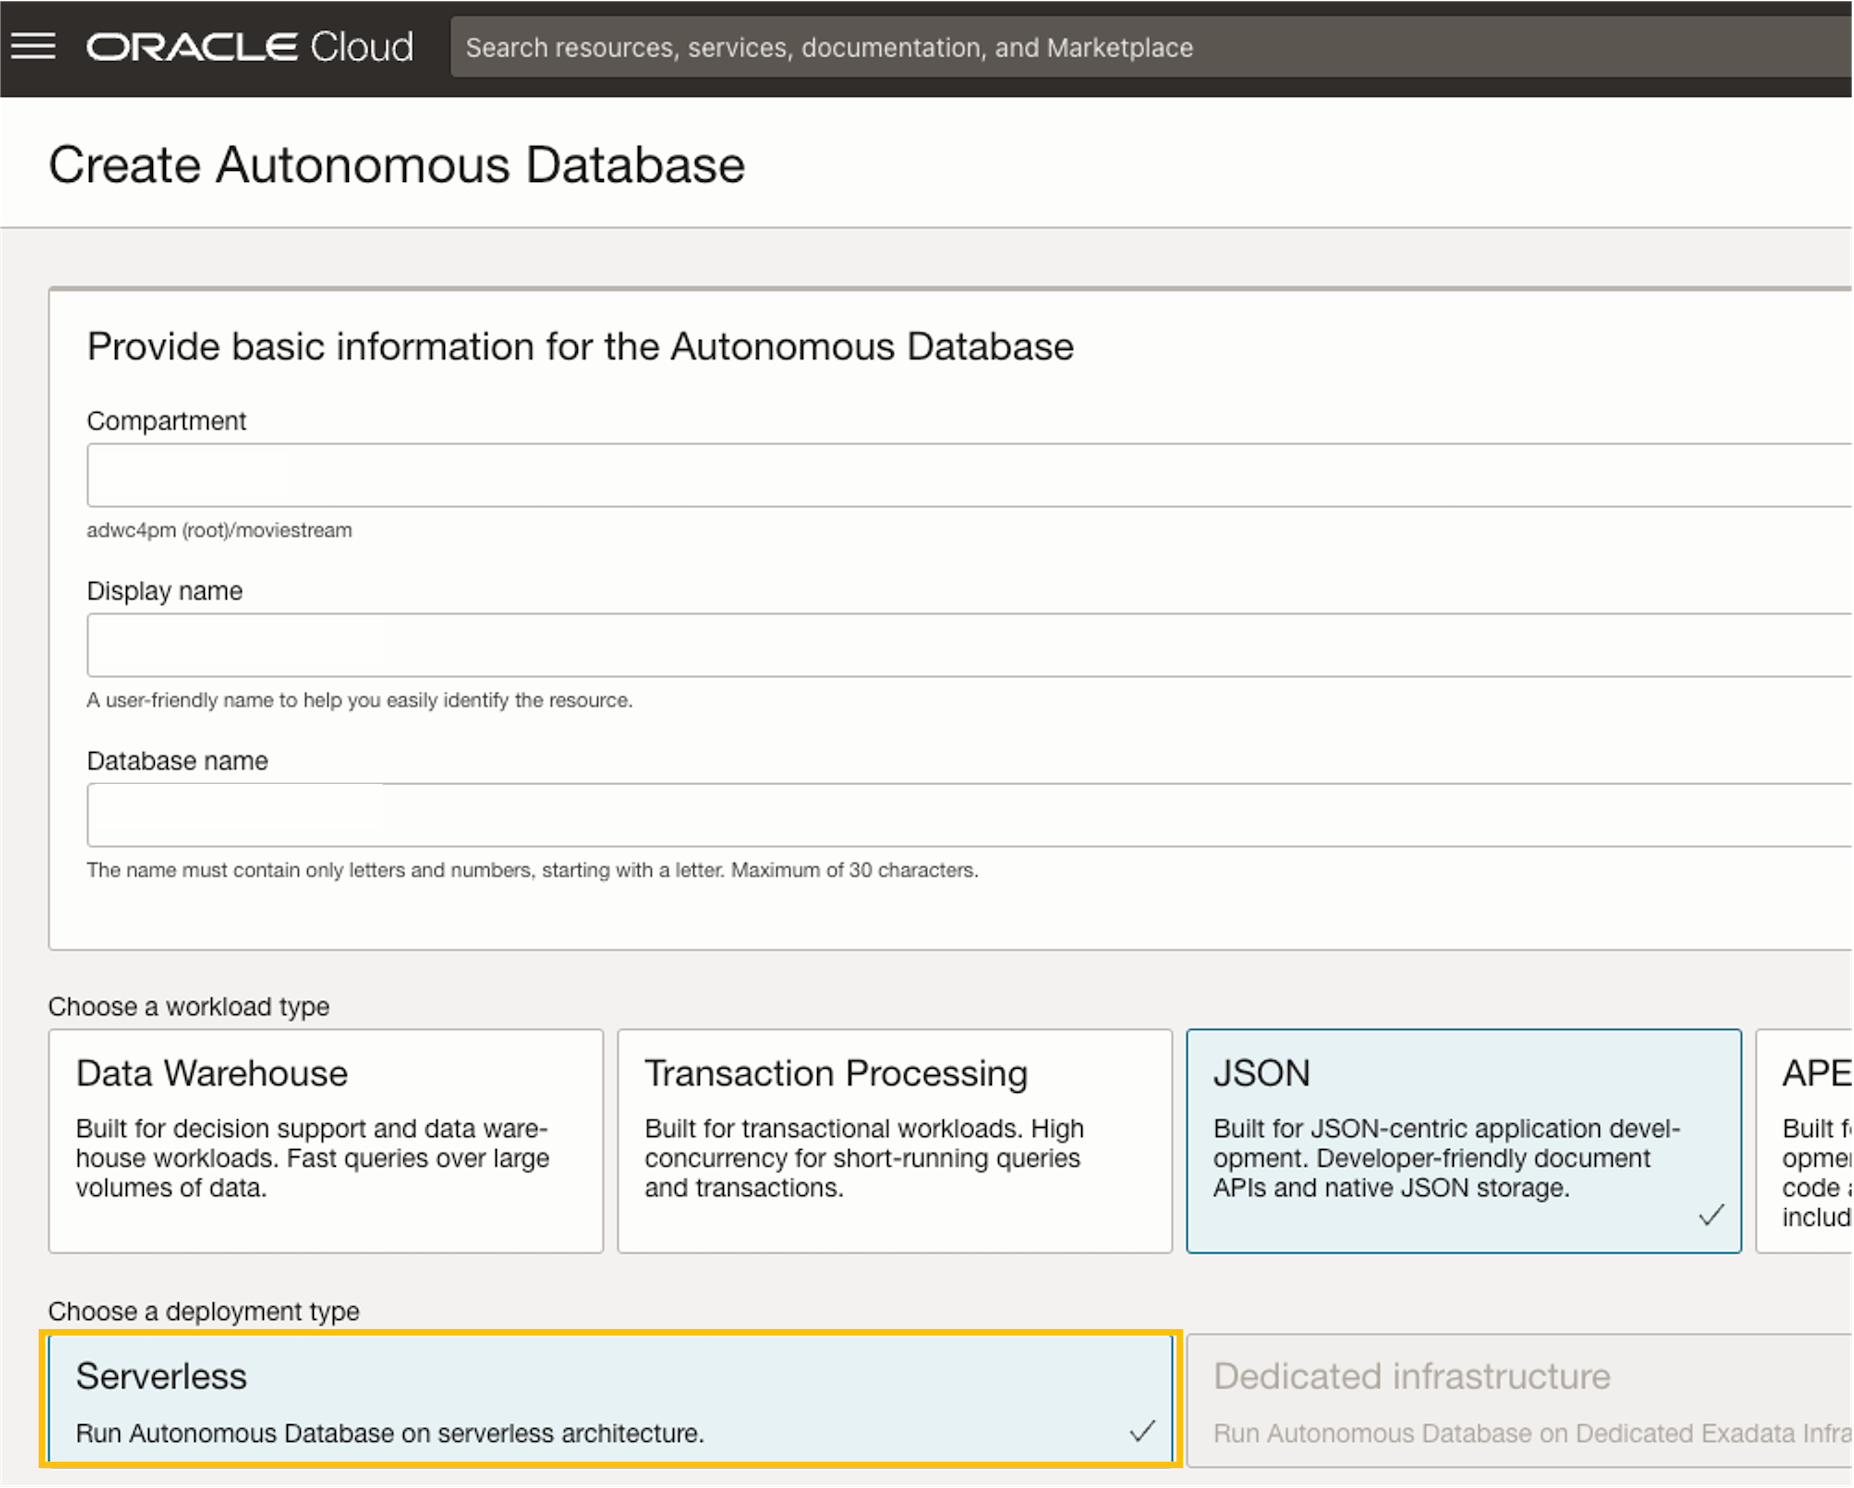 ORACLE Cloud
Search resources, services, documentation, and Marketplace
Create Autonomous Database
Provide basic information for the Autonomous Database
Compartment
adwc4pm (root)/moviestream
Display name
A user-friendly name to help you easily identify the resource.
Database name
The name must contain only letters and numbers, starting with a letter. Maximum of 30 characters.
Choose a workload type
Data Warehouse
Built for decision support and data ware-
house workloads. Fast queries over large
volumes of data.
Transaction Processing
Built for transactional workloads. High
concurrency for short-running queries
and transactions.
JSON
Built for JSON-centric application devel-
opment. Developer-friendly document
APIs and native JSON storage.
APE
Built f
opme
code
includ
Choose a deployment type
Serverless
Run Autonomous Database on serverless architecture.
Dedicated infrastructure
Run Autonomous Database on Dedicated Exadata Infra